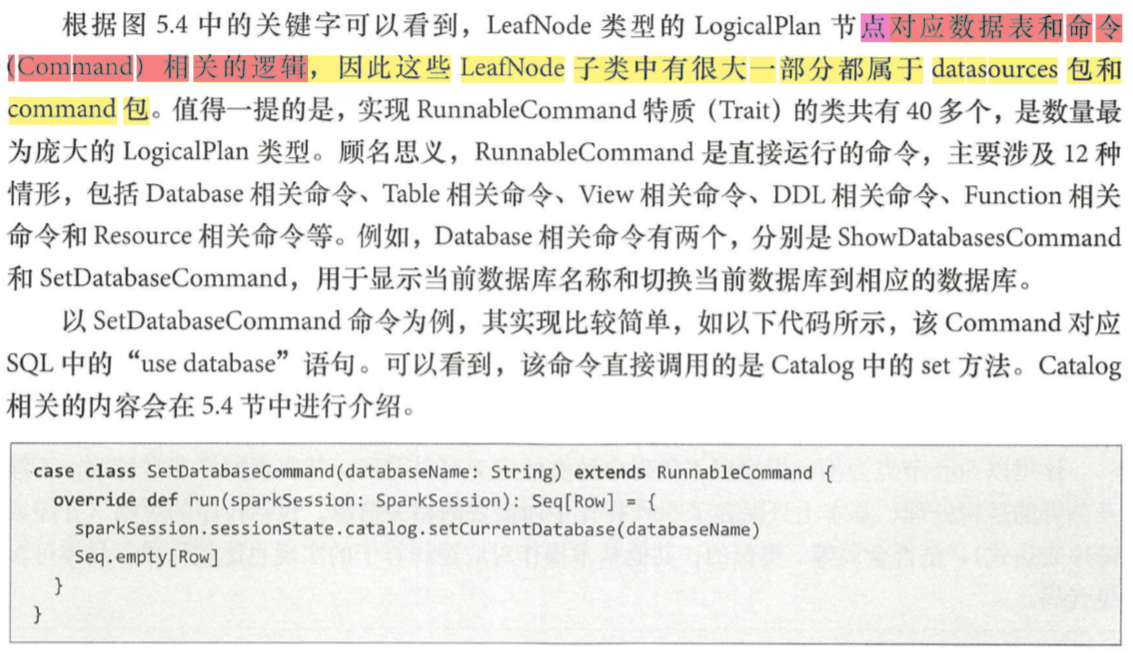 根据图 5.4 中的关键字可以看到，LeafNode 类型的 LogicalPlan 节点对应数据表和命令
(Command) 相关的逻辑，因此这些 LeafNode 子类中有很大一部分都属于 datasources 包和
command 包。值得一提的是，实现 RunnableCommand 特质（Trait）的类共有 40 多个，是数量最
为庞大的 LogicalPlan 类型。顾名思义，RunnableCommand 是直接运行的命令，主要涉及 12 种
情形，包括 Database 相关命令、Table 相关命令、View 相关命令、DDL 相关命令、Function 相关
命令和 Resource 相关命令等。例如，Database 相关命令有两个，分别是 ShowDatabasesCommand
和 SetDatabaseCommand，用于显示当前数据库名称和切换当前数据库到相应的数据库。
以 SetDatabaseCommand 命令为例，其实现比较简单，如以下代码所示，该 Command 对应
SQL 中的“use database”语句。可以看到，该命令直接调用的是 Catalog 中的 set 方法。Catalog
相关的内容会在 5.4 节中进行介绍。
case class SetDatabaseCommand(databaseName: String) extends RunnableCommand {
override def run(sparkSession: SparkSession): Seq[Row] = {
sparkSession.sessionState.catalog.setCurrentDatabase(databaseName)
Seq.empty[Row]
}
}